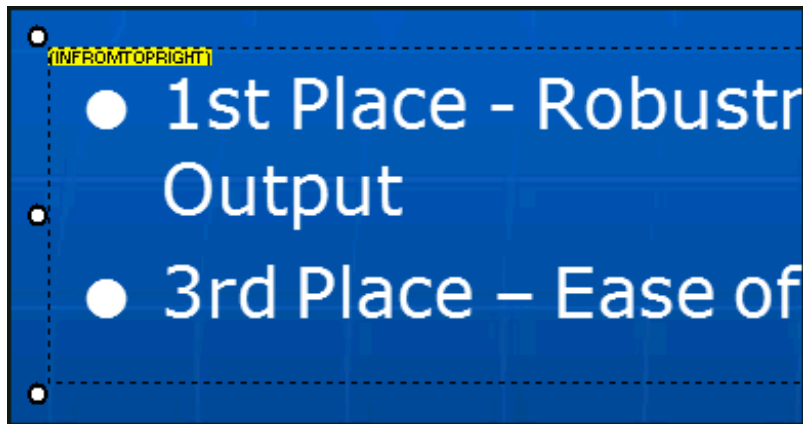 (INFROMTOPRIGHT)
● 1st Place - Robustr
Output
● 3rd Place – Ease of